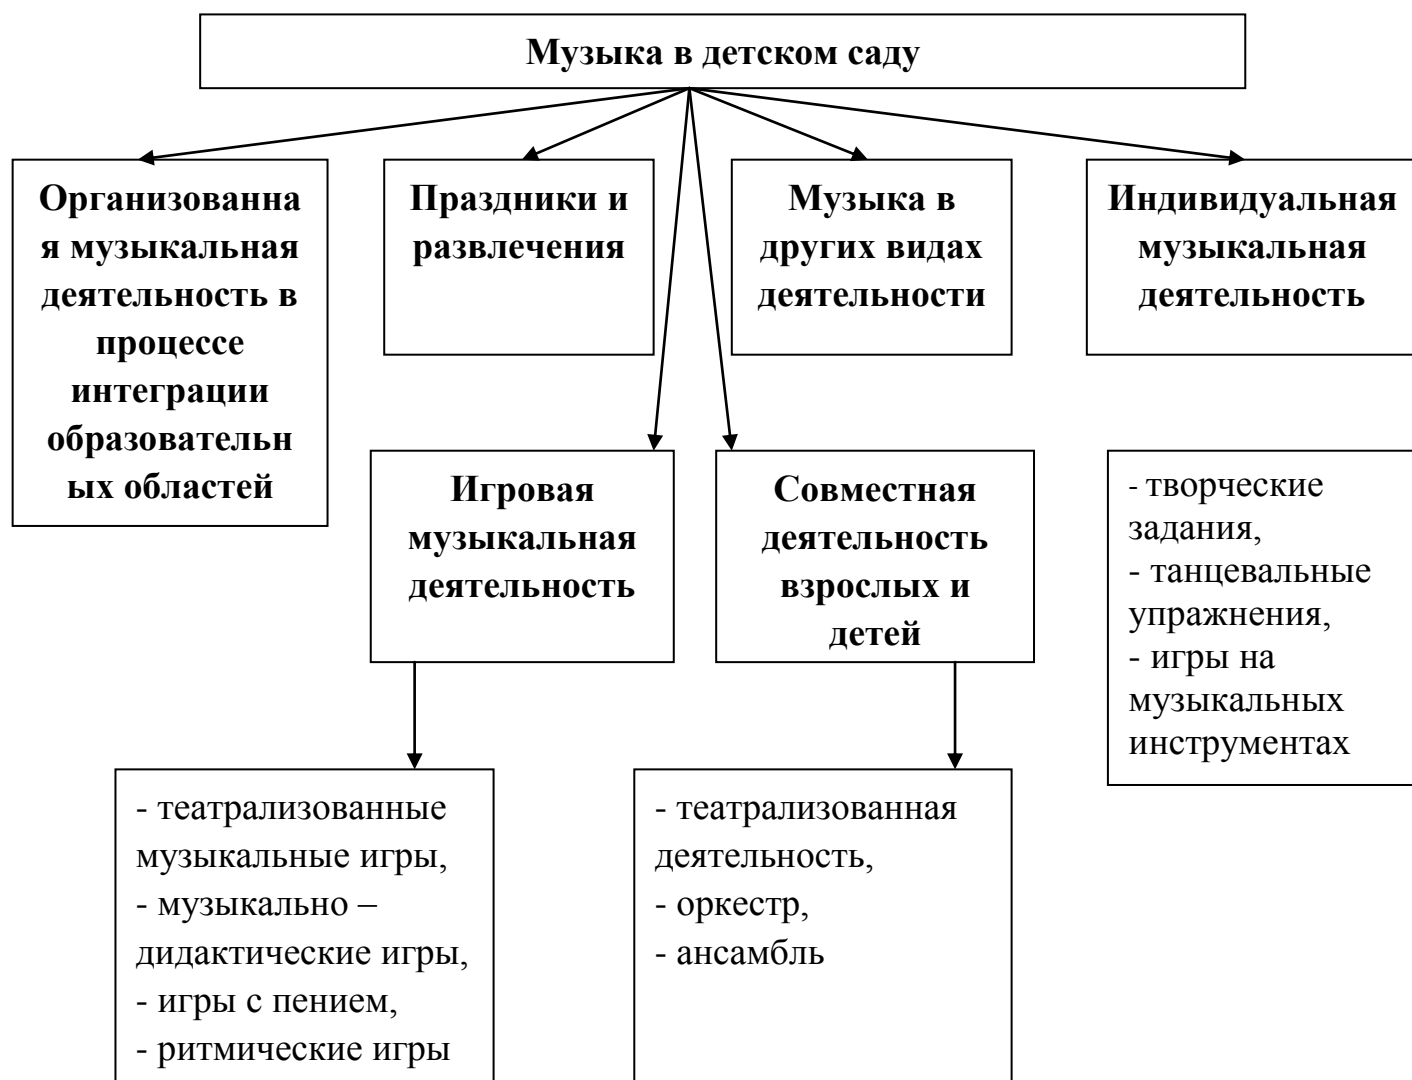 Музыка в детском саду
Организованна
я музыкальная
деятельность в
процессе
интеграции
образовательн
ых областей
Праздники и
развлечения
Музыка в
других видах
деятельности
Индивидуальная
музыкальная
деятельность
Игровая
музыкальная
деятельность
Совместная
деятельность
взрослых и
детей
- творческие
задания,
- танцевальные
упражнения,
- игры на
музыкальных
инструментах
- театрализованные
музыкальные игры,
- музыкально –
дидактические игры,
- игры с пением,
- ритмические игры
- театрализованная
деятельность,
- оркестр,
- ансамбль